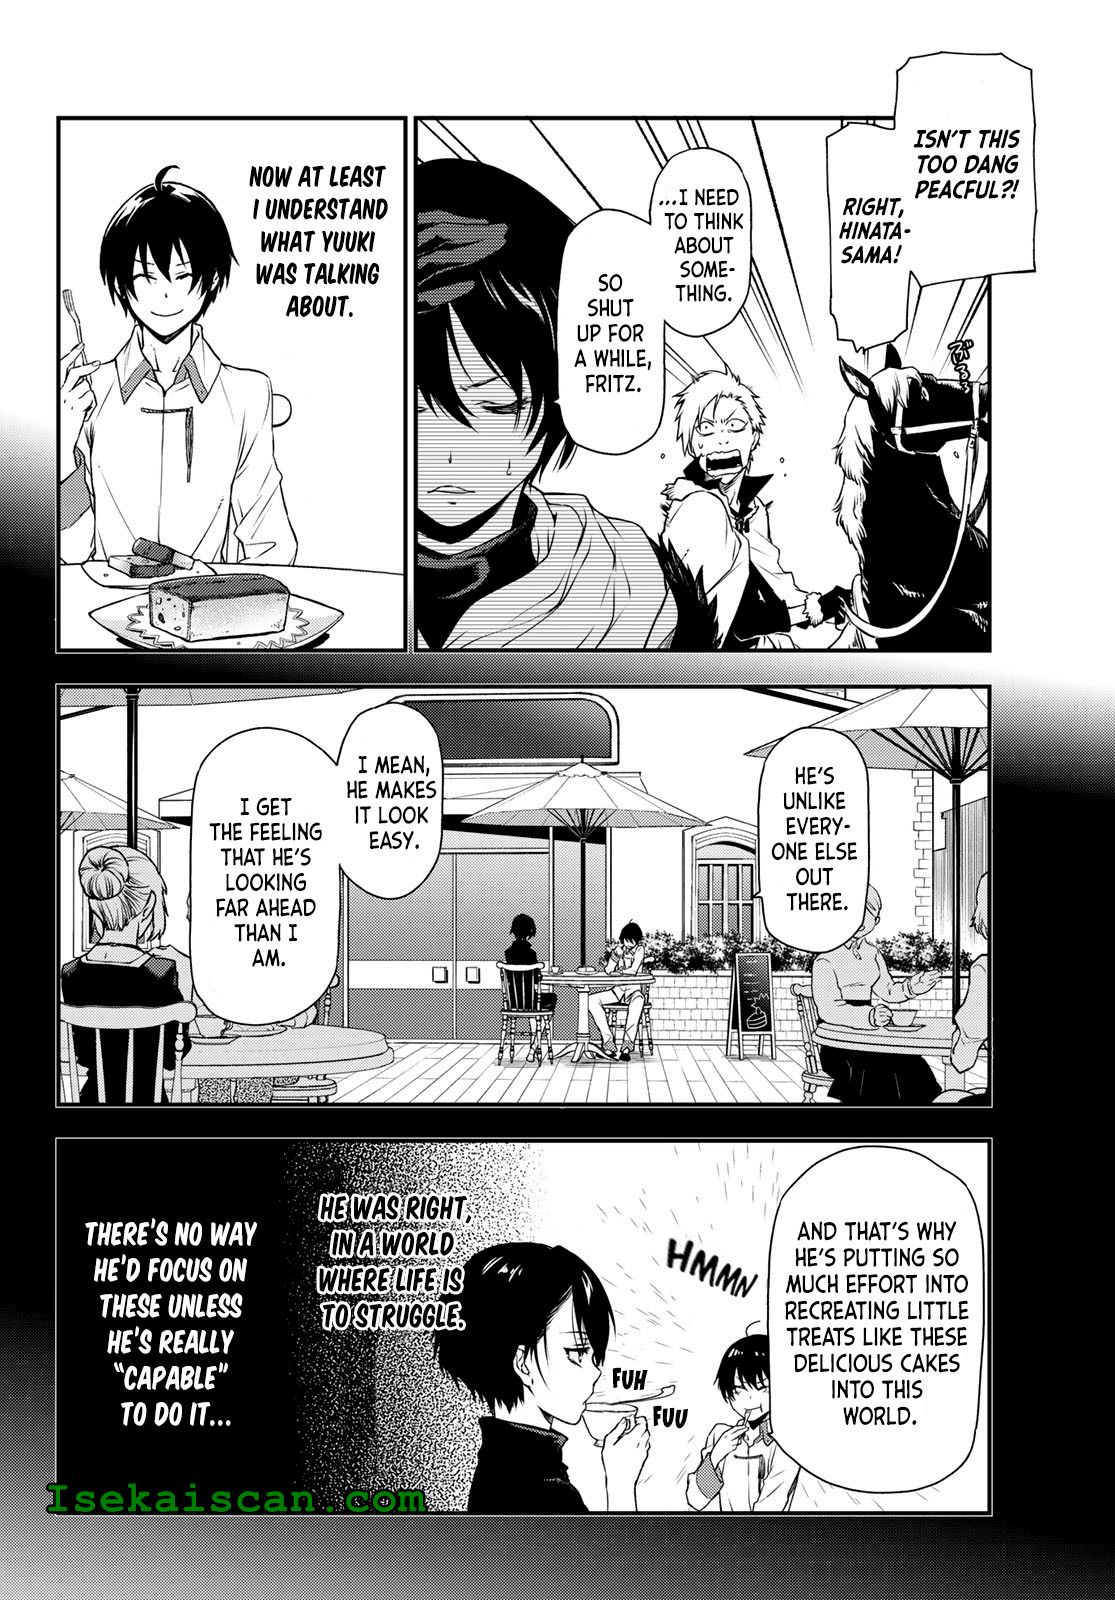 ISN'T THIS
TOO DANG
PEACFUL?!
RIGHT,
HINATA-
SAMA!
ぶるる
...I NEED
TO THINK
ABOUT
SOME-
THING.
SO
SHUT
UP FOR
A WHILE,
FRITZ.
NOW AT LEAST
I UNDERSTAND
WHAT YUUKI
WAS TALKING
ABOUT.
HE'S
UNLIKE
EVERY-
ONE ELSE
OUT
THERE.
I MEAN,
HE MAKES
IT LOOK
EASY.
I GET
THE FEELING
THAT HE'S
LOOKING
FAR AHEAD
THAN I
AM.
AND THAT'S WHY
HE'S PUTTING SO
MUCH EFFORT INTO
RECREATING LITTLE
TREATS LIKE THESE
DELICIOUS CAKES
INTO THIS
WORLD.
HMMM
FUH
FUU
HE WAS RIGHT,
IN A WORLD
WHERE LIFE IS
TO STRUGGLE.
THERE'S NO WAY
HE'D FOCUS ON
THESE UNLESS
HE'S REALLY
"CAPABLE"
TO DO IT...
Isekaiscan.com